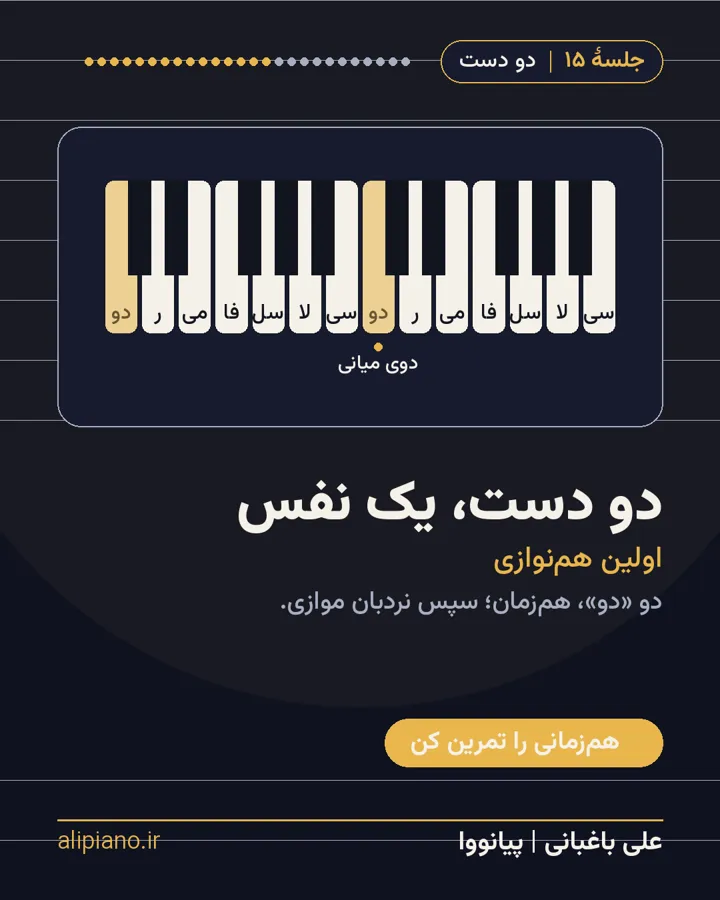 جلسهٔ ۱۵ | دو دست
دو ر می فا سل لا سی دو ر می فا سل لا سی
دوی میانی
دو دست، یک نفس
اولین هم‌نوازی
دو «دو»، هم‌زمان؛ سپس نردبان موازی.
هم‌زمانی را تمرین کن
علی باغبانی | پیانووا
alipiano.ir